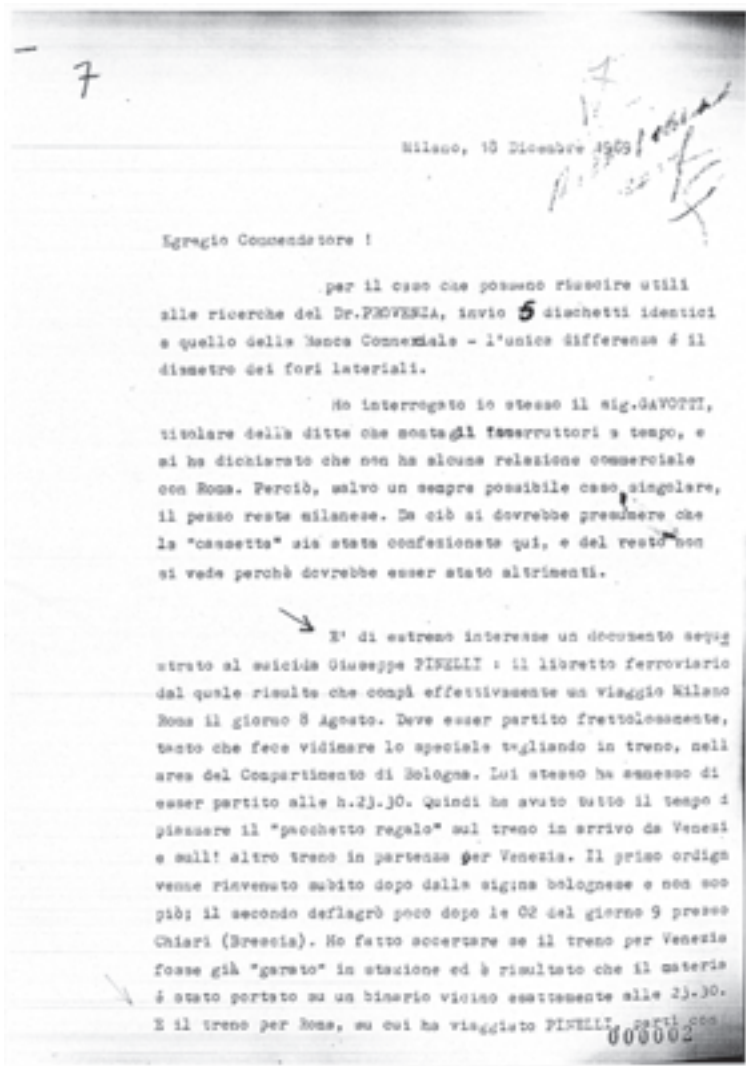 7
Milano, 18 Dicembre 1969
Egregio Commendatore !
per il caso che possano riuscire utili
alle ricerche del Dr.PROVENZA, invio 5 dischetti identici
a quello della Banca Commerciale - l'unica differenza é il
diametro dei fori lateriali.
Ho interrogato io stesso il sig.GAVOTTI,
titolare della ditta che monta gli interruttori a tempo, e
mi ha dichiarato che non ha alcuna relazione commerciale
con Roma. Perciò, salvo un sempre possibile caso singolare,
il pezzo resta milanese. Da ciò si dovrebbe presumere che
la "cassetta" sia stata confezionata qui, e del resto non
si vede perchè dovrebbe esser stato altrimenti.
E' di estremo interesse un documento seque
strato al suicida Giuseppe PINELLI : il libretto ferroviario
dal quale risulta che compì effettivamente un viaggio Milano
Roma il giorno 8 Agosto. Deve esser partito frettolosamente,
tanto che fece vidimare lo speciale tagliando in treno, nell
area del Compartimento di Bologna. Lui stesso ha ammesso di
esser partito alle h.23.30. Quindi ha avuto tutto il tempo d
piazzare il "pacchetto regalo" sul treno in arrivo da Venezi
e sull' altro treno in partenza per Venezia. Il primo ordign
venne rinvenuto subito dopo dalla bolognese e non sco
piò; il secondo deflagrò poco dopo le 02 del giorno 9 presso
Chiari (Brescia). Ho fatto accertare se il treno per Venezia
fosse già "garato" in stazione ed è risultato che il materia
é stato portato su un binario vicino esattamente alle 23.30.
E il treno per Roma, su cui ha viaggiato PINELLI, partì con
000002